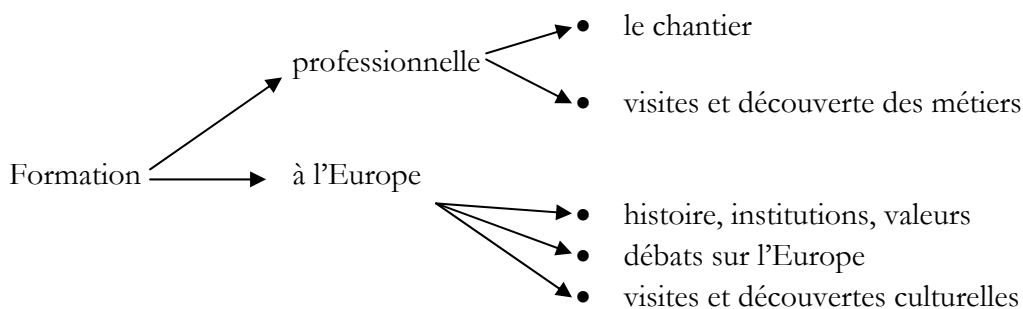 • le chantier
professionnelle
• visites et découverte des métiers
Formation
à l’Europe
• histoire, institutions, valeurs
• débats sur l’Europe
• visites et découvertes culturelles